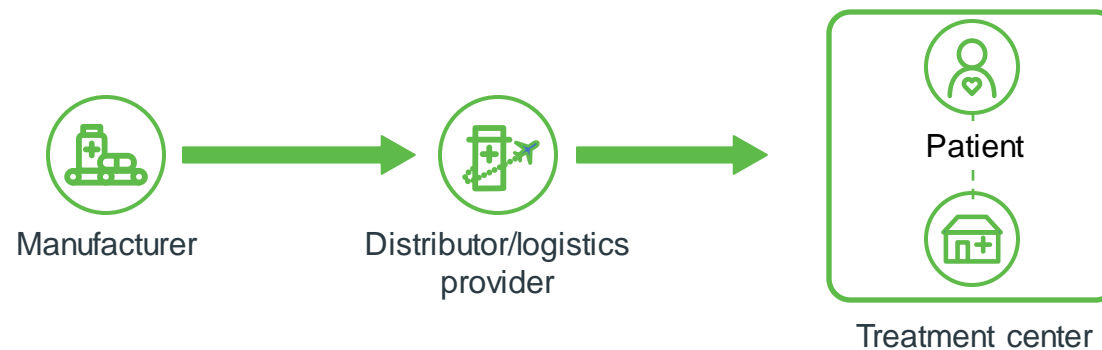 Manufacturer
Distributor/logistics
provider
Patient
Treatment center